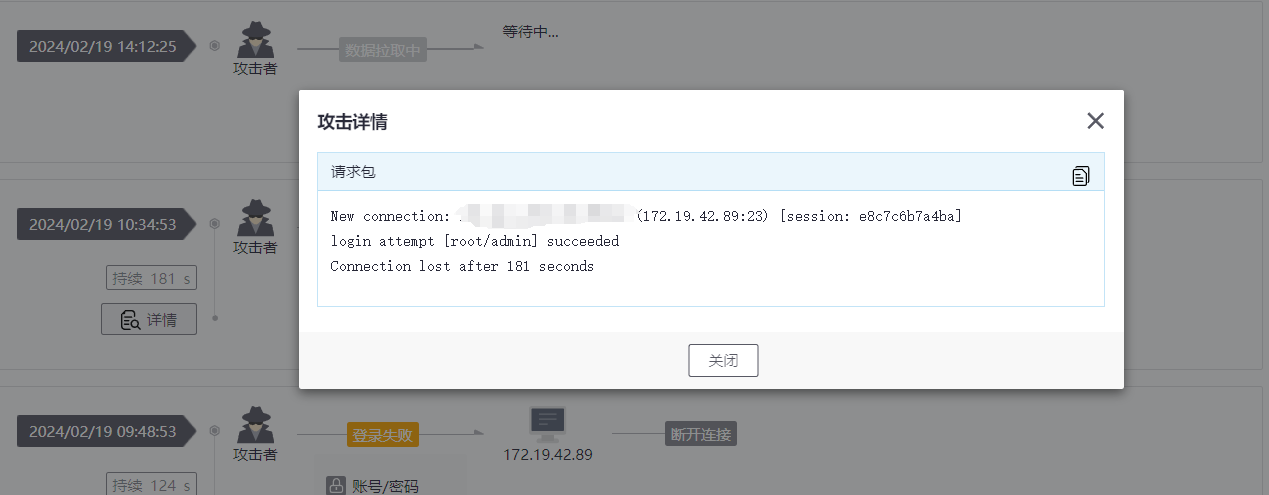 2024/02/19 14:12:25
攻击者
数据拉取中
等待中...
攻击详情
请求包
New connection: (172.19.42.89:23) [session: e8c7c6b7a4ba]
login attempt [root/admin] succeeded
Connection lost after 181 seconds
关闭
2024/02/19 10:34:53
攻击者
持续 181 s
详情
2024/02/19 09:48:53
攻击者
登录失败
172.19.42.89
断开连接
持续 124 s
账号/密码